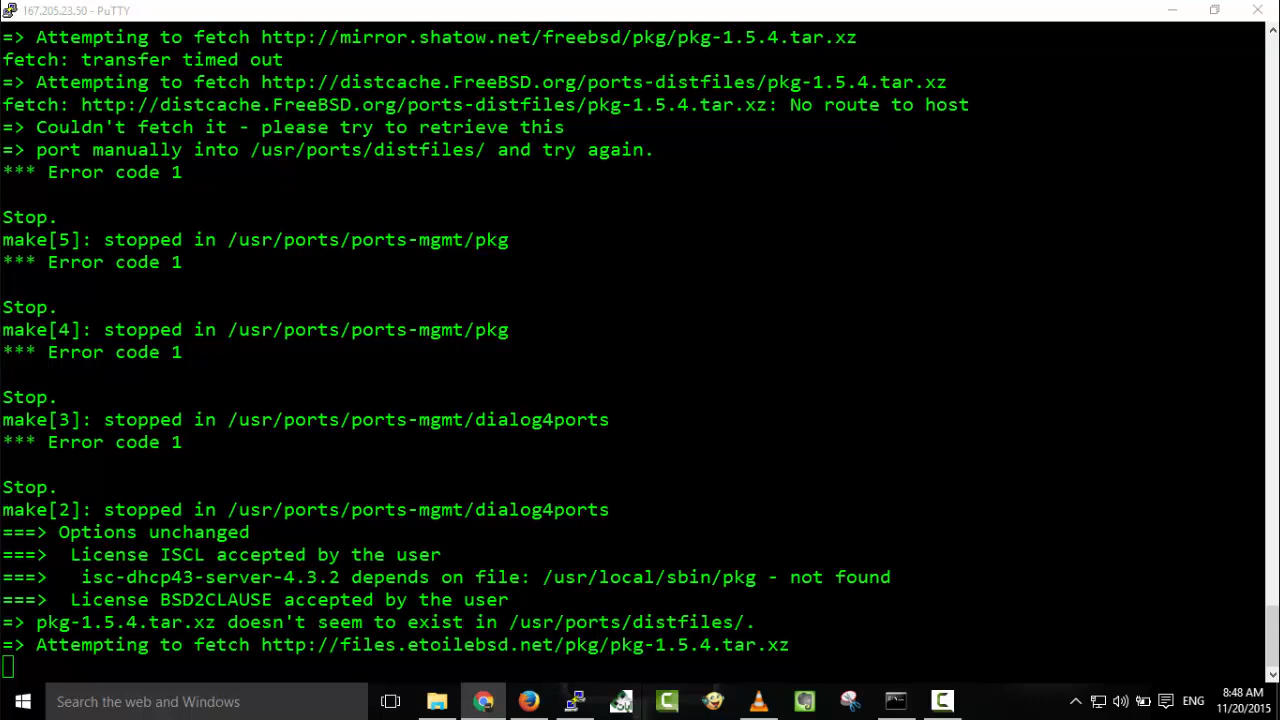 167.205.23.50 - PuTTY
=> Attempting to fetch http://mirror.shatow.net/freebsd/pkg/pkg-1.5.4.tar.xz
fetch: transfer timed out
=> Attempting to fetch http://distcache.FreeBSD.org/ports-distfiles/pkg-1.5.4.tar.xz
fetch: http://distcache.FreeBSD.org/ports-distfiles/pkg-1.5.4.tar.xz: No route to host
=> Couldn't fetch it - please try to retrieve this
=> port manually into /usr/ports/distfiles/ and try again.
*** Error code 1
Stop.
make[5]: stopped in /usr/ports/ports-mgmt/pkg
*** Error code 1
Stop.
make[4]: stopped in /usr/ports/ports-mgmt/pkg
*** Error code 1
Stop.
make[3]: stopped in /usr/ports/ports-mgmt/dialog4ports
*** Error code 1
Stop.
make[2]: stopped in /usr/ports/ports-mgmt/dialog4ports
===> Options unchanged
===>  License ISCL accepted by the user
===>   isc-dhcp43-server-4.3.2 depends on file: /usr/local/sbin/pkg - not found
===>  License BSD2CLAUSE accepted by the user
=> pkg-1.5.4.tar.xz doesn't seem to exist in /usr/ports/distfiles/.
=> Attempting to fetch http://files.etoilebsd.net/pkg/pkg-1.5.4.tar.xz
Search the web and Windows
ENG
8:48 AM
11/20/2015